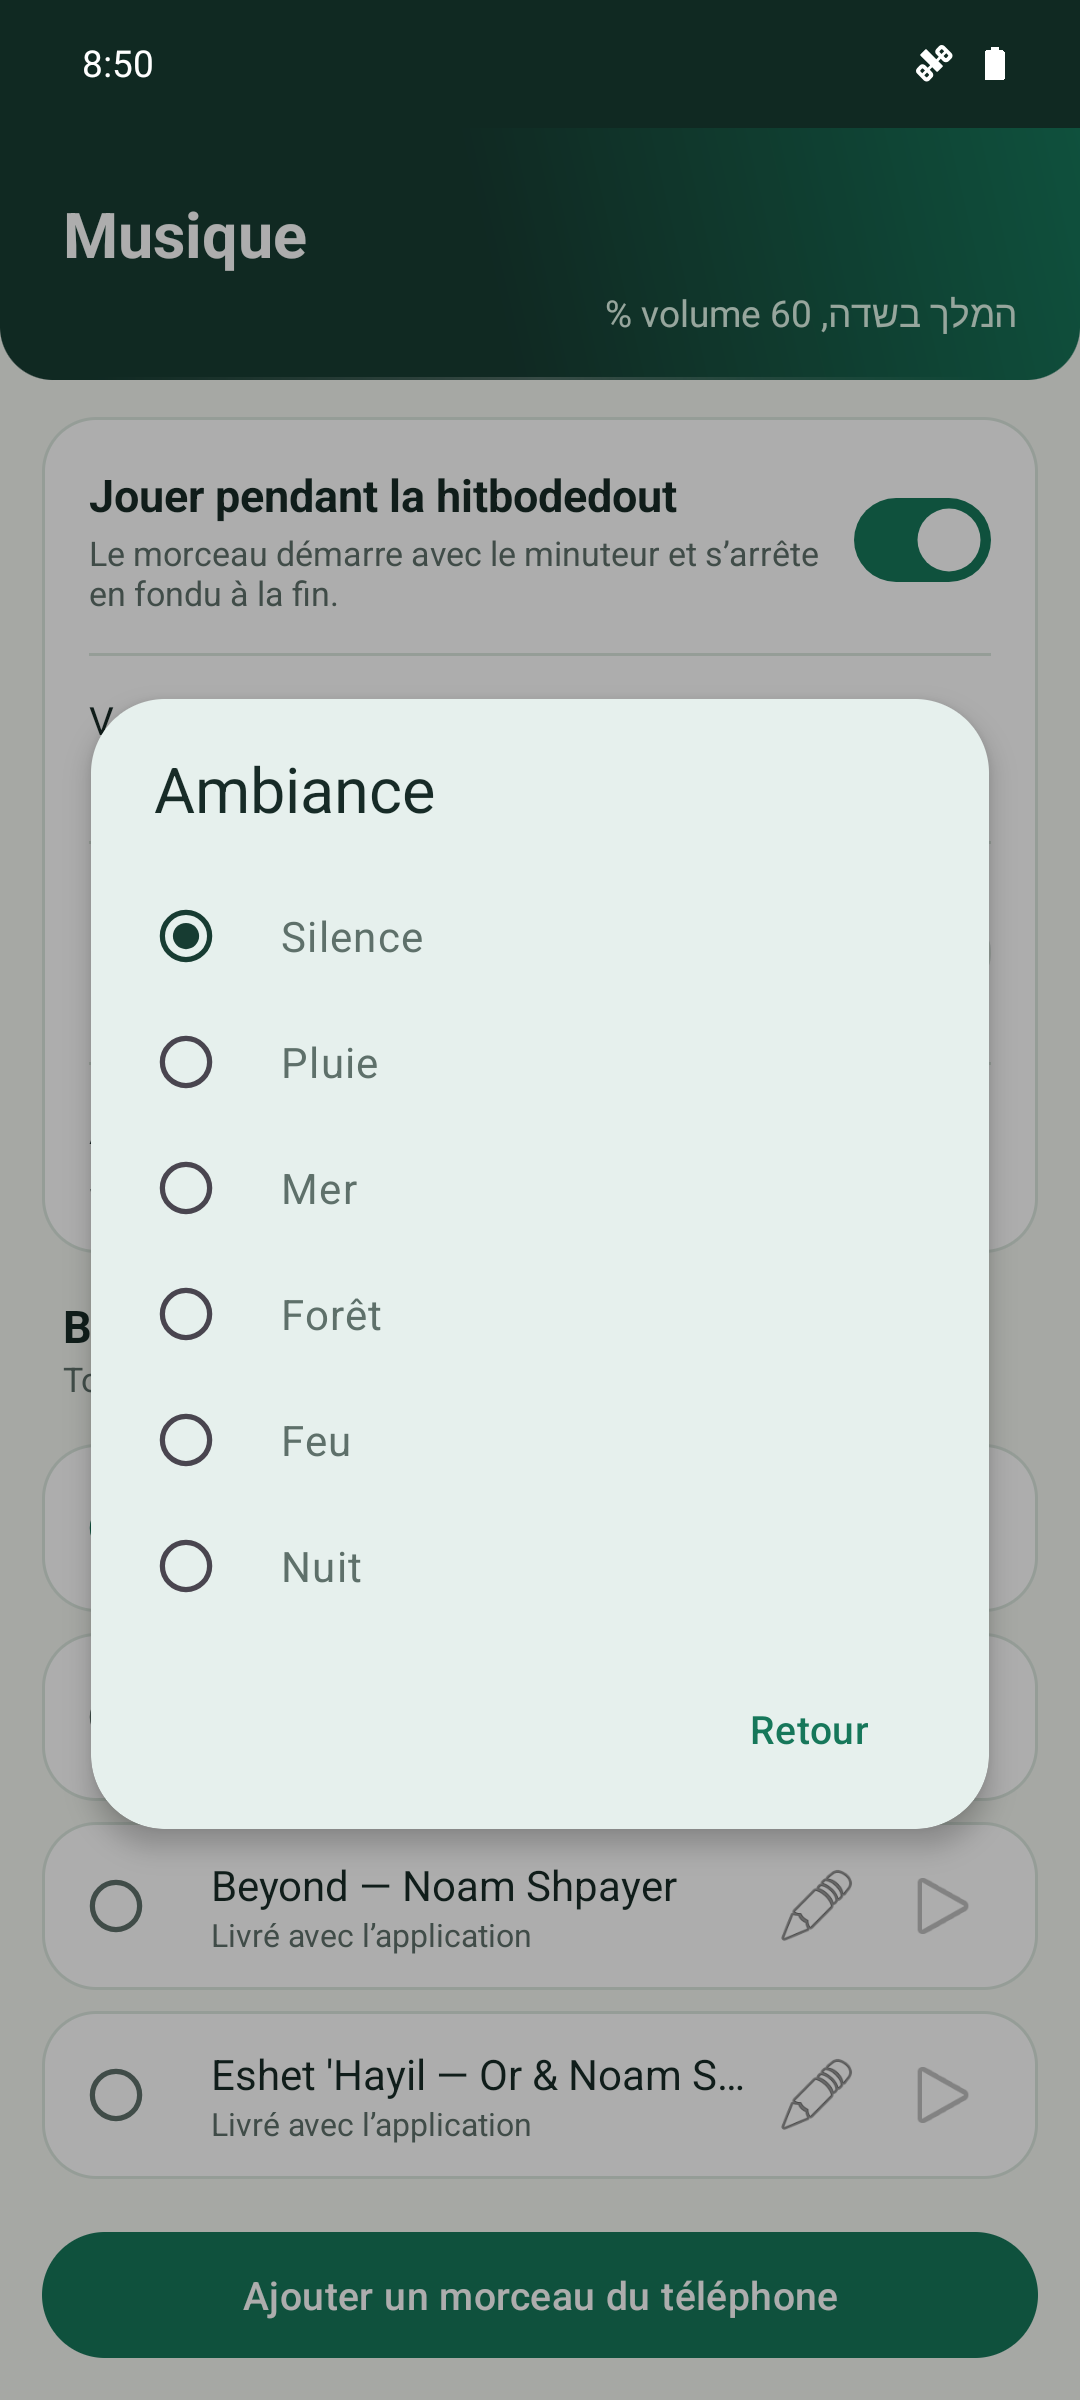 8:50
Musique
המלך בשדה, volume 60 %
Jouer pendant la hitbodedout
Le morceau démarre avec le minuteur et s’arrête
en fondu à la fin.
Ambiance
Silence
Pluie
Mer
Forêt
Feu
Nuit
Retour
Beyond — Noam Shpayer
Livré avec l’application
Eshet 'Hayil — Or & Noam S…
Livré avec l’application
Ajouter un morceau du téléphone